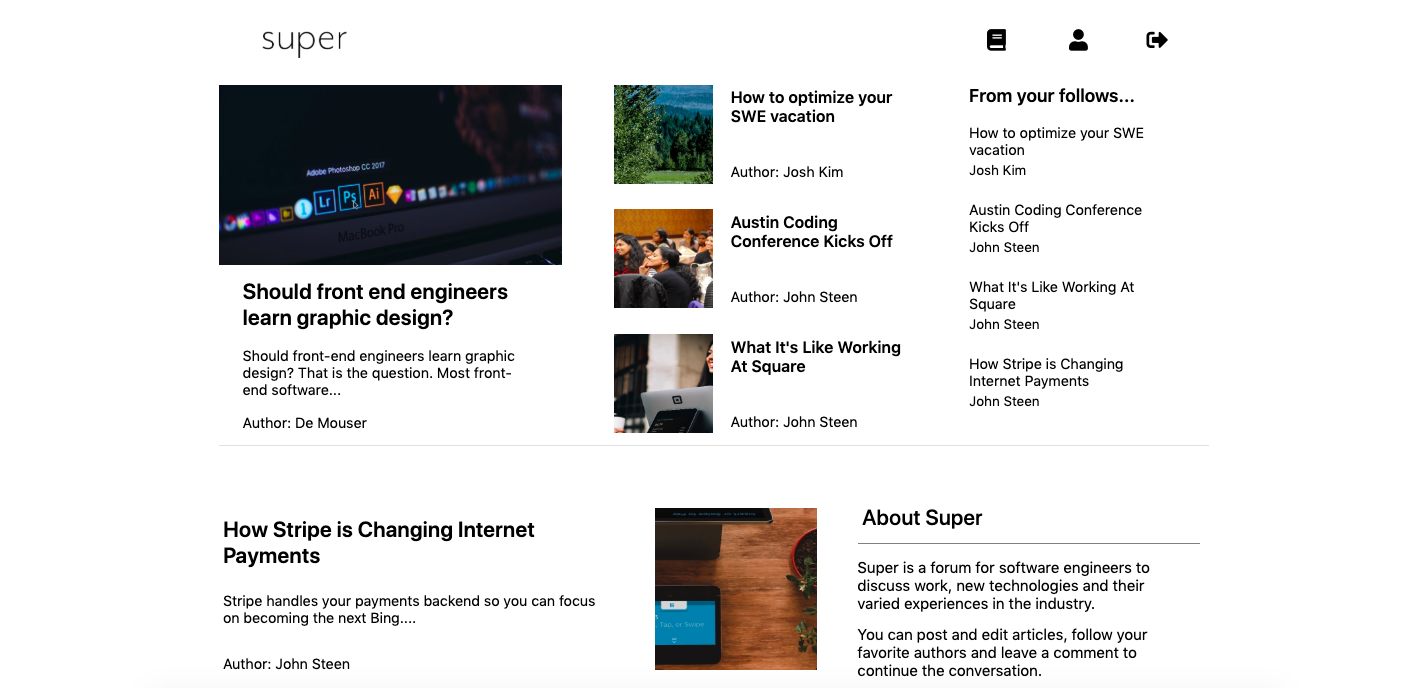 super
Adobe Photoshop CC 2017
Lr
Ps
Ai
MacBook Pro
Should front end engineers
learn graphic design?
Should front-end engineers learn graphic
design? That is the question. Most front-
end software...
Author: De Mouser
How to optimize your
SWE vacation
Author: Josh Kim
Austin Coding
Conference Kicks Off
Author: John Steen
What It's Like Working
At Square
Author: John Steen
From your follows...
How to optimize your SWE
vacation
Josh Kim
Austin Coding Conference
Kicks Off
John Steen
What It's Like Working At
Square
John Steen
How Stripe is Changing
Internet Payments
John Steen
How Stripe is Changing Internet
Payments
Stripe handles your payments backend so you can focus
on becoming the next Bing....
Author: John Steen
Tap, or Swipe
About Super
Super is a forum for software engineers to
discuss work, new technologies and their
varied experiences in the industry.
You can post and edit articles, follow your
favorite authors and leave a comment to
continue the conversation.